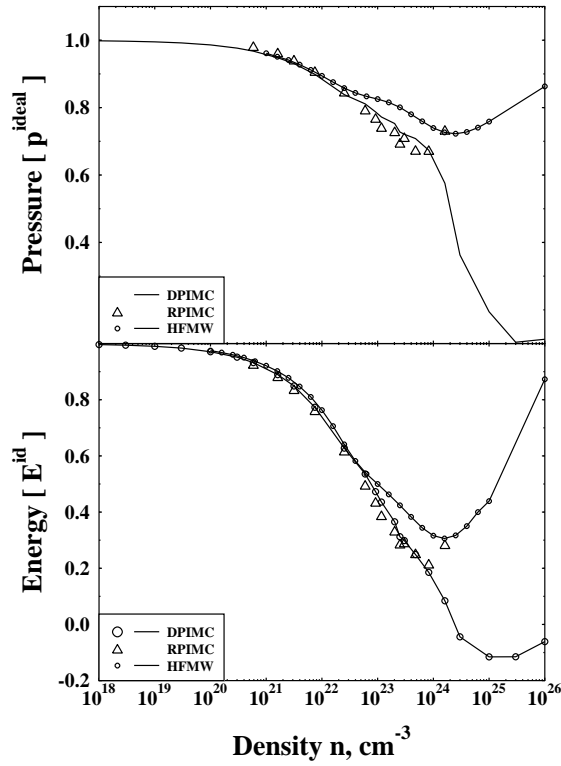 1.0
0.8
0.6
0.4
Pressure [ p^ideal ]
DPIMC
RPIMC
HFMW
0.8
0.6
0.4
0.2
0.0
-0.2
Energy [ E^id ]
DPIMC
RPIMC
HFMW
10^18 10^19 10^20 10^21 10^22 10^23 10^24 10^25 10^26
Density n, cm^-3